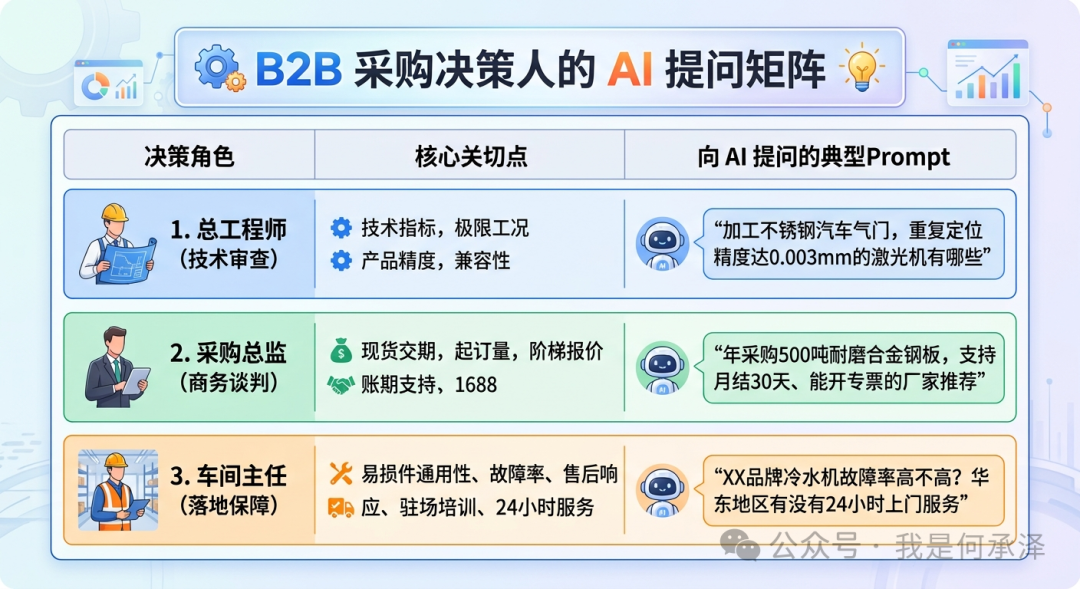 B2B 采购决策人的 AI 提问矩阵
决策角色
核心关切点
向 AI 提问的典型Prompt
1. 总工程师
（技术审查）
技术指标，极限工况
产品精度，兼容性
“加工不锈钢汽车气门，重复定位
精度达0.003mm的激光机有哪些”
2. 采购总监
（商务谈判）
$
现货交期，起订量，阶梯报价
账期支持、1688
“年采购500吨耐磨合金钢板，支持
月结30天、能开专票的厂家推荐”
3. 车间主任
（落地保障）
易损件通用性、故障率、售后响
应、驻场培训、24小时服务
“XX品牌冷水机故障率高不高？华
东地区有没有24小时上门服务”
AI
AI
AI
公众号 · 我是何承泽